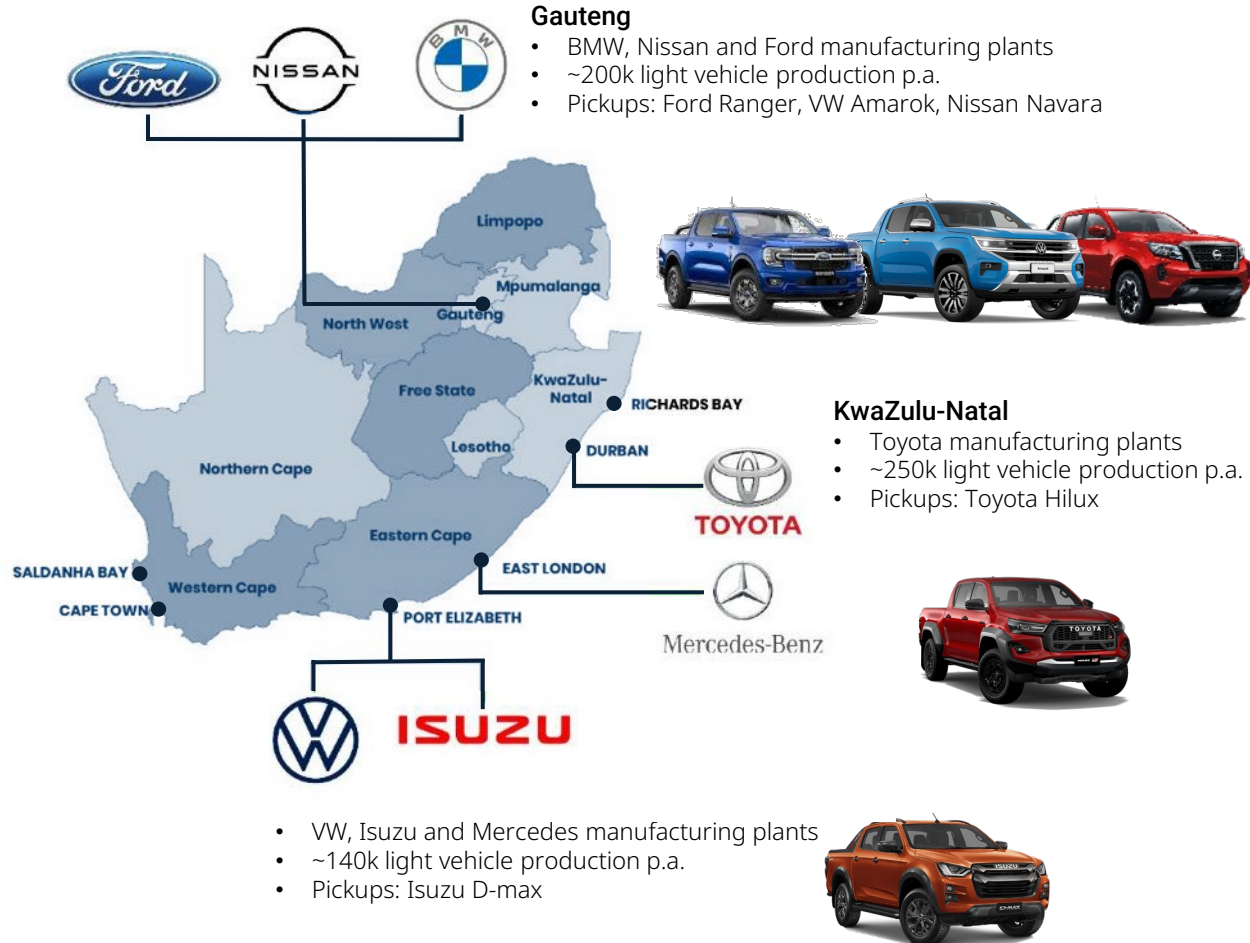 Gauteng
• BMW, Nissan and Ford manufacturing plants
• ~200k light vehicle production p.a.
• Pickups: Ford Ranger, VW Amarok, Nissan Navara
Ford
NISSAN
BMW
Limpopo
Mpumalanga
Gauteng
North West
Free State
KwaZulu-
Natal
RICHARDS BAY
Lesotho
DURBAN
Northern Cape
TOYOTA
KwaZulu-Natal
• Toyota manufacturing plants
• ~250k light vehicle production p.a.
• Pickups: Toyota Hilux
Eastern Cape
EAST LONDON
SALDANHA BAY
Western Cape
CAPE TOWN
PORT ELIZABETH
Mercedes-Benz
TOYOTA
ISUZU
• VW, Isuzu and Mercedes manufacturing plants
• ~140k light vehicle production p.a.
• Pickups: Isuzu D-max
ISUZU
D-MAX